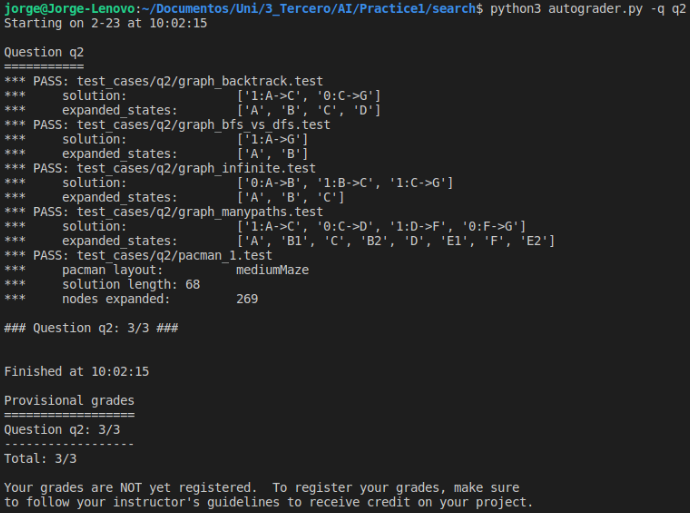 jorge@Jorge-Lenovo:~/Documentos/Uni/3_Tercero/AI/Practice1/search$ python3 autograder.py -q q2
Starting on 2-23 at 10:02:15

Question q2
===========
*** PASS: test_cases/q2/graph_backtrack.test
***     solution:               ['1:A->C', '0:C->G']
***     expanded_states:        ['A', 'B', 'C', 'D']
*** PASS: test_cases/q2/graph_bfs_vs_dfs.test
***     solution:               ['1:A->G']
***     expanded_states:        ['A', 'B']
*** PASS: test_cases/q2/graph_infinite.test
***     solution:               ['0:A->B', '1:B->C', '1:C->G']
***     expanded_states:        ['A', 'B', 'C']
*** PASS: test_cases/q2/graph_manypaths.test
***     solution:               ['1:A->C', '0:C->D', '1:D->F', '0:F->G']
***     expanded_states:        ['A', 'B1', 'C', 'B2', 'D', 'E1', 'F', 'E2']
*** PASS: test_cases/q2/pacman_1.test
***     pacman layout:          mediumMaze
***     solution length: 68
***     nodes expanded:         269

### Question q2: 3/3 ###


Finished at 10:02:15

Provisional grades
==================
Question q2: 3/3
------------------
Total: 3/3

Your grades are NOT yet registered.  To register your grades, make sure
to follow your instructor's guidelines to receive credit on your project.